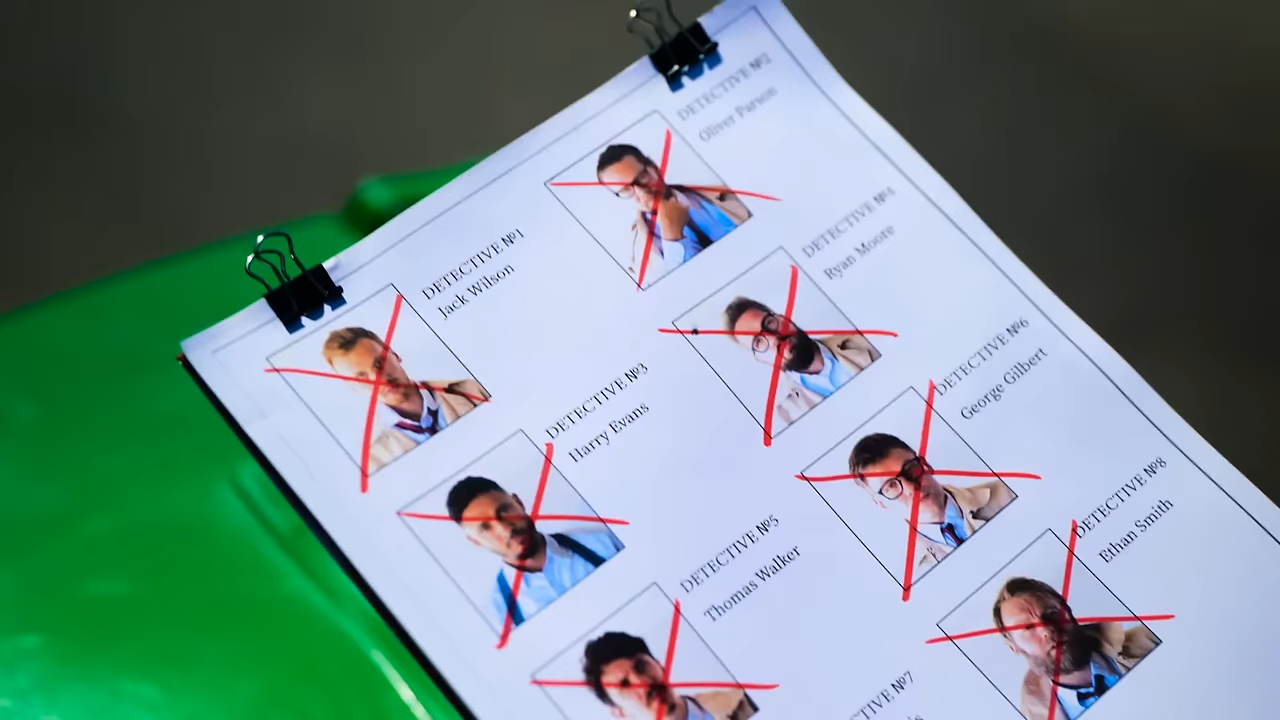 DETECTIVE №1
Jack Wilson
DETECTIVE №2
Oliver Parson
DETECTIVE №3
Harry Evans
DETECTIVE №4
Ryan Moore
DETECTIVE №5
Thomas Walker
DETECTIVE №6
George Gilbert
DETECTIVE №8
Ethan Smith
№7